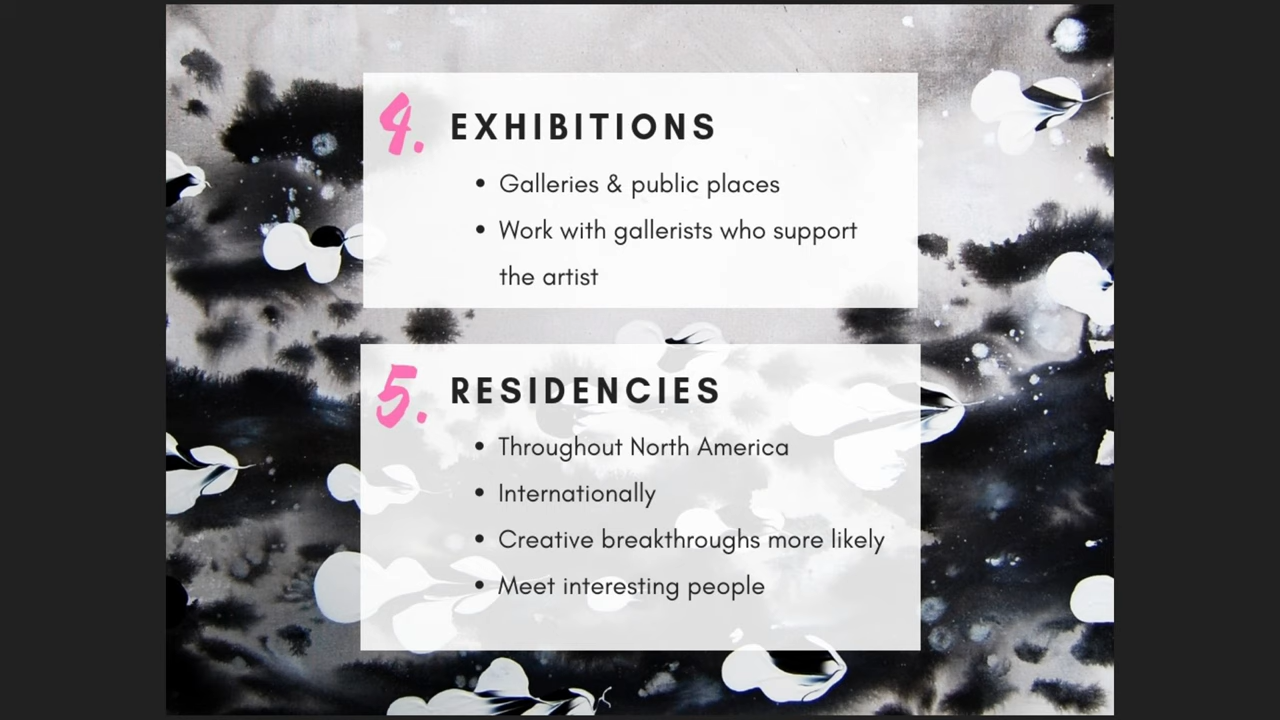 4. EXHIBITIONS
• Galleries & public places
• Work with gallerists who support
the artist
5. RESIDENCIES
• Throughout North America
• Internationally
• Creative breakthroughs more likely
• Meet interesting people